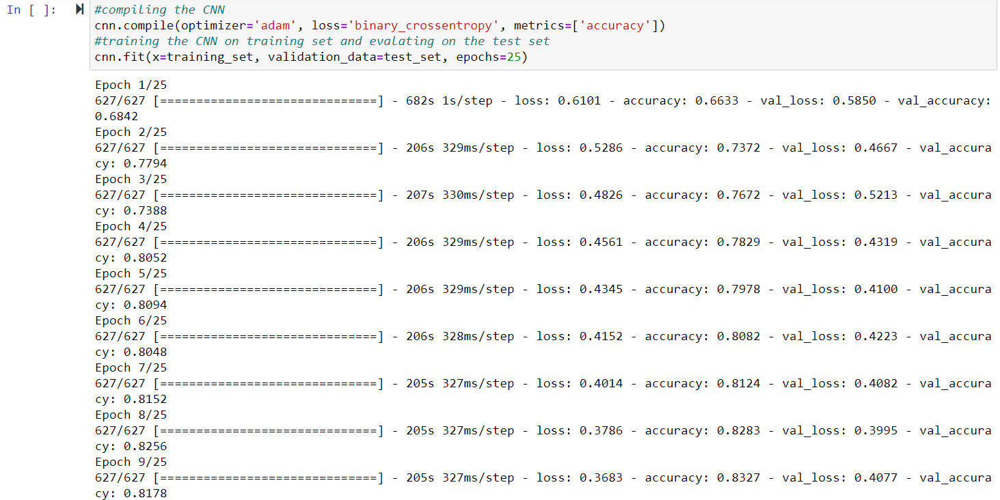 In [ ]:
#compiling the CNN
cnn.compile(optimizer='adam', loss='binary_crossentropy', metrics=['accuracy'])
#training the CNN on training set and evalating on the test set
cnn.fit(x=training_set, validation_data=test_set, epochs=25)
Epoch 1/25
627/627 [==============================] - 682s 1s/step - loss: 0.6101 - accuracy: 0.6633 - val_loss: 0.5850 - val_accuracy:
0.6842
Epoch 2/25
627/627 [==============================] - 206s 329ms/step - loss: 0.5286 - accuracy: 0.7372 - val_loss: 0.4667 - val_accura
cy: 0.7794
Epoch 3/25
627/627 [==============================] - 207s 330ms/step - loss: 0.4826 - accuracy: 0.7672 - val_loss: 0.5213 - val_accura
cy: 0.7388
Epoch 4/25
627/627 [==============================] - 206s 329ms/step - loss: 0.4561 - accuracy: 0.7829 - val_loss: 0.4319 - val_accura
cy: 0.8052
Epoch 5/25
627/627 [==============================] - 206s 329ms/step - loss: 0.4345 - accuracy: 0.7978 - val_loss: 0.4100 - val_accura
cy: 0.8094
Epoch 6/25
627/627 [==============================] - 206s 328ms/step - loss: 0.4152 - accuracy: 0.8082 - val_loss: 0.4223 - val_accura
cy: 0.8048
Epoch 7/25
627/627 [==============================] - 205s 327ms/step - loss: 0.4014 - accuracy: 0.8124 - val_loss: 0.4082 - val_accura
cy: 0.8152
Epoch 8/25
627/627 [==============================] - 205s 327ms/step - loss: 0.3786 - accuracy: 0.8283 - val_loss: 0.3995 - val_accura
cy: 0.8256
Epoch 9/25
627/627 [==============================] - 205s 327ms/step - loss: 0.3683 - accuracy: 0.8327 - val_loss: 0.4077 - val_accura
cy: 0.8178